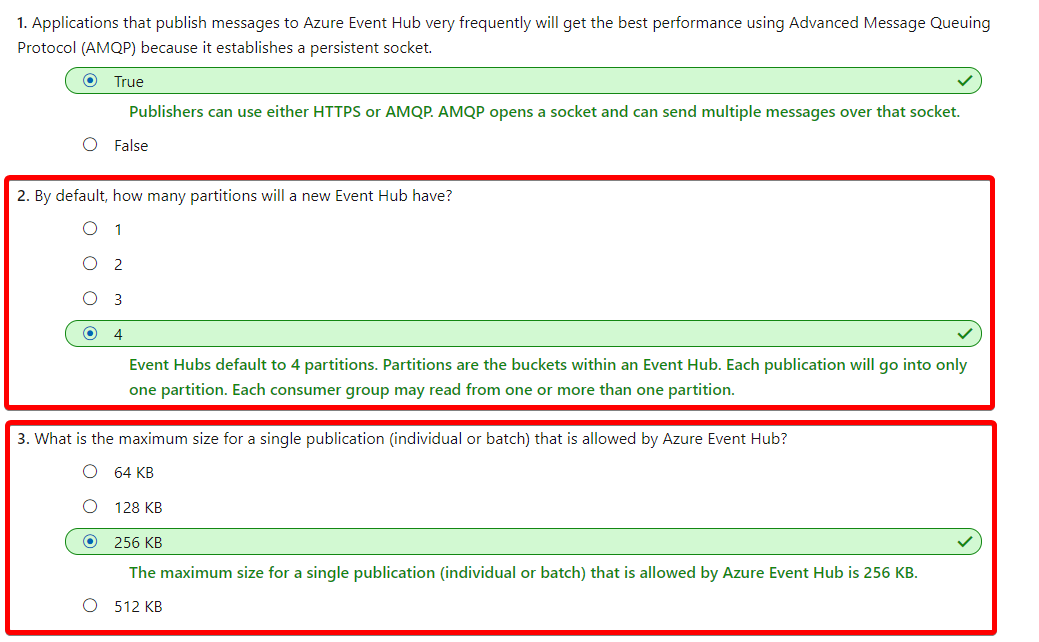 1. Applications that publish messages to Azure Event Hub very frequently will get the best performance using Advanced Message Queuing
Protocol (AMQP) because it establishes a persistent socket.
True
Publishers can use either HTTPS or AMQP. AMQP opens a socket and can send multiple messages over that socket.
False
2. By default, how many partitions will a new Event Hub have?
1
2
3
4
Event Hubs default to 4 partitions. Partitions are the buckets within an Event Hub. Each publication will go into only
one partition. Each consumer group may read from one or more than one partition.
3. What is the maximum size for a single publication (individual or batch) that is allowed by Azure Event Hub?
64 KB
128 KB
256 KB
The maximum size for a single publication (individual or batch) that is allowed by Azure Event Hub is 256 KB.
512 KB